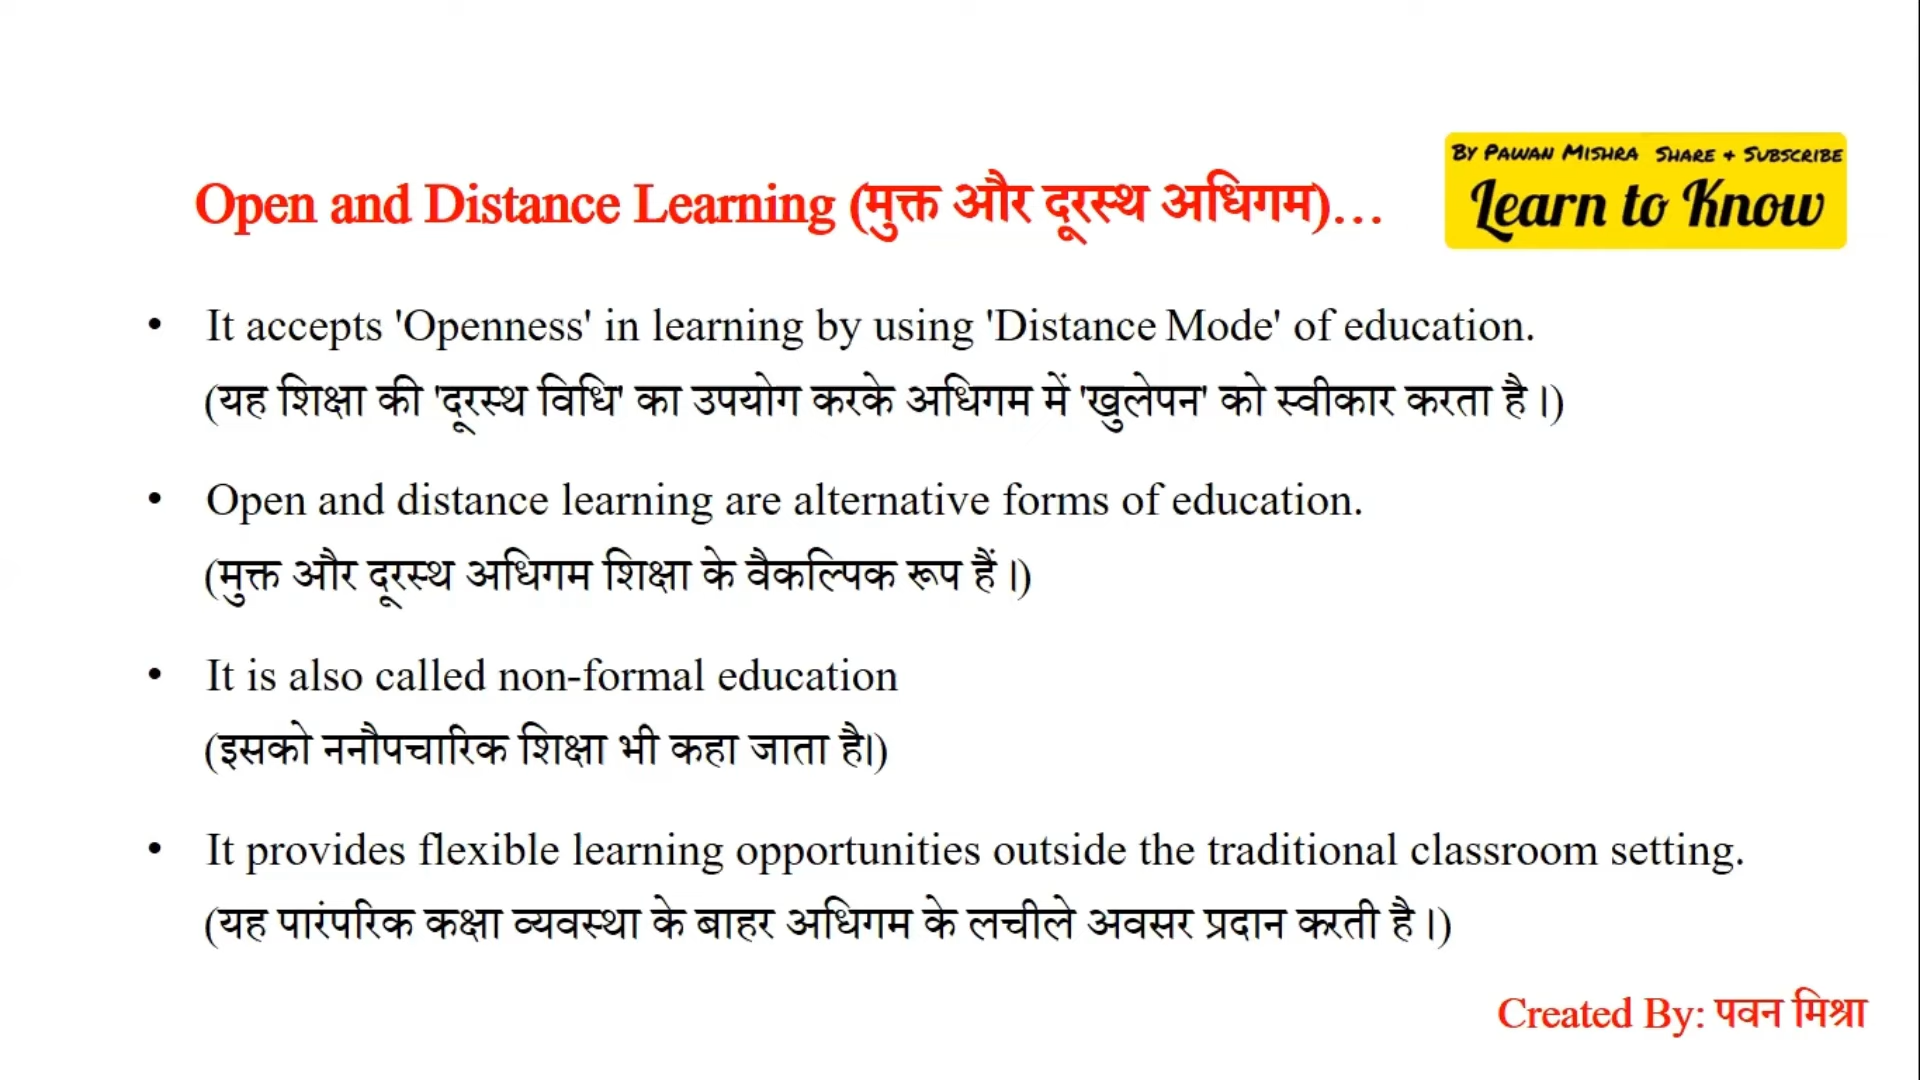 By Pawan Mishra Share + Subscribe
Learn to Know
Open and Distance Learning (मुक्त और दूरस्थ अधिगम)…
• It accepts 'Openness' in learning by using 'Distance Mode' of education.
(यह शिक्षा की 'दूरस्थ विधि' का उपयोग करके अधिगम में 'खुलेपन' को स्वीकार करता है।)
• Open and distance learning are alternative forms of education.
(मुक्त और दूरस्थ अधिगम शिक्षा के वैकल्पिक रूप हैं।)
• It is also called non-formal education
(इसको ननौपचारिक शिक्षा भी कहा जाता है।)
• It provides flexible learning opportunities outside the traditional classroom setting.
(यह पारंपरिक कक्षा व्यवस्था के बाहर अधिगम के लचीले अवसर प्रदान करती है।)
Created By: पवन मिश्रा